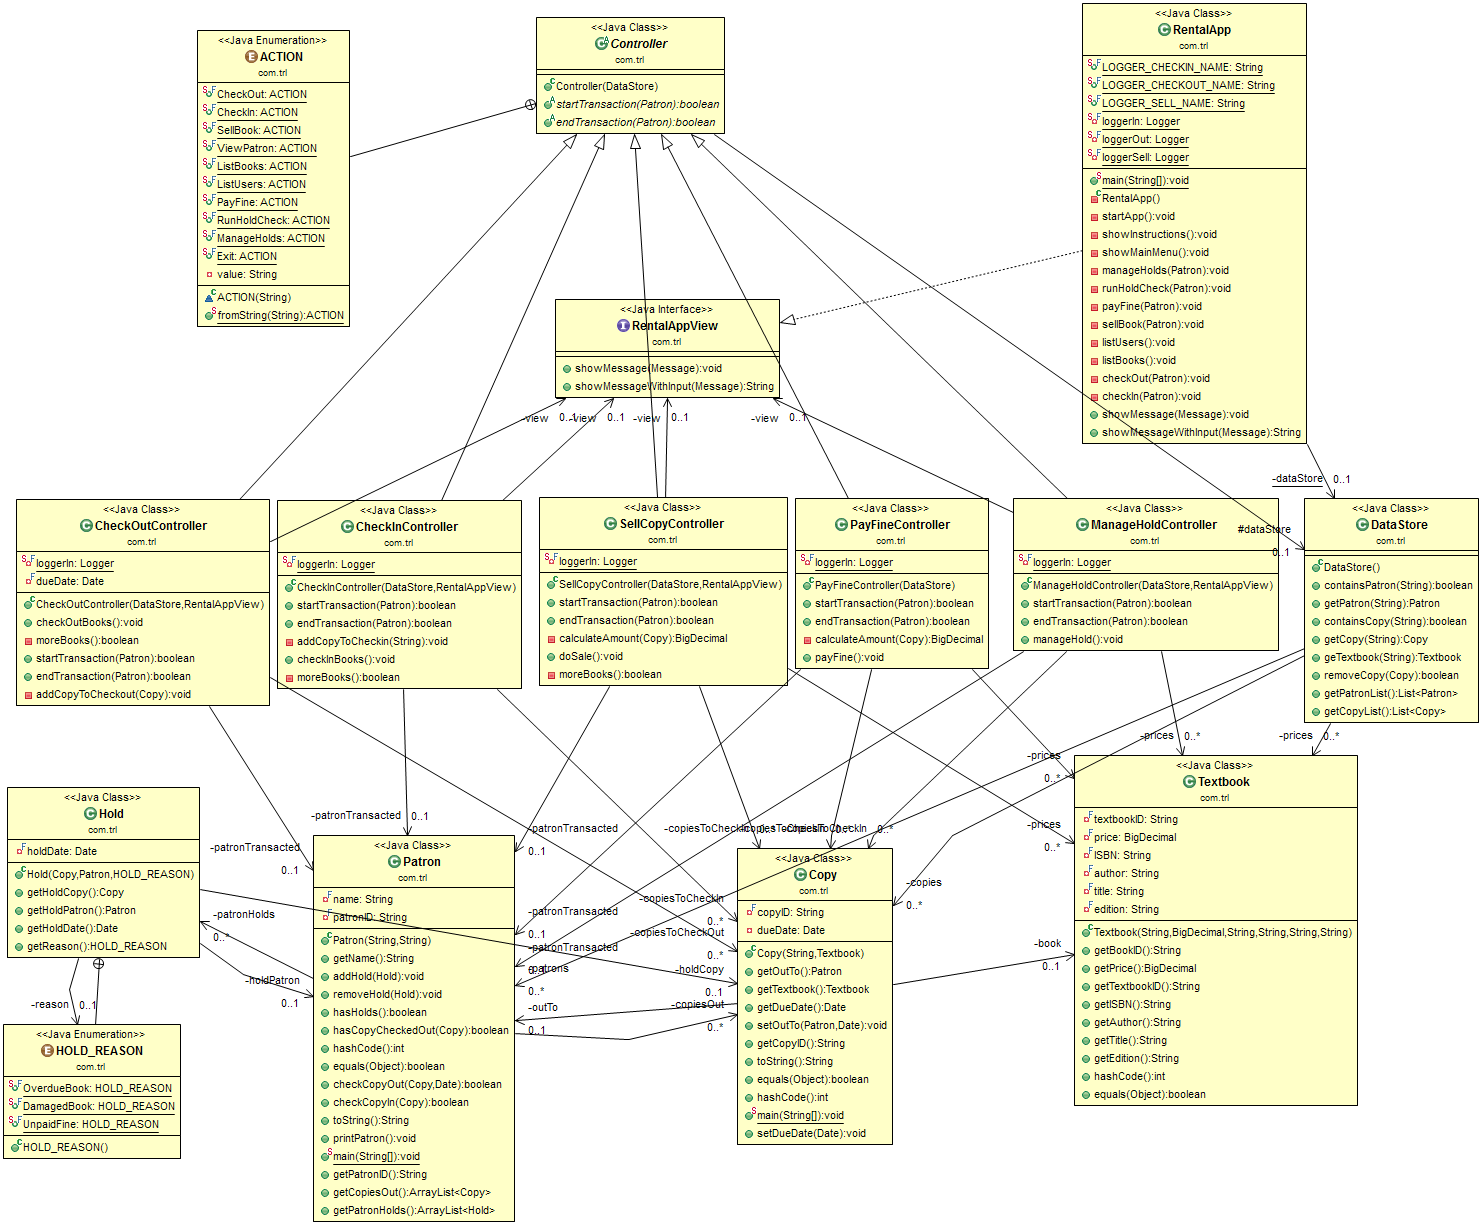 <<Java Enumeration>>
ACTION
com.trl
CheckOut: ACTION
CheckIn: ACTION
SellBook: ACTION
ViewPatron: ACTION
ListBooks: ACTION
ListUsers: ACTION
PayFine: ACTION
RunHoldCheck: ACTION
ManageHolds: ACTION
Exit: ACTION
value: String
ACTION(String)
fromString(String):ACTION
<<Java Class>>
Controller
com.trl
Controller(DataStore)
startTransaction(Patron):boolean
endTransaction(Patron):boolean
<<Java Class>>
RentalApp
com.trl
LOGGER_CHECKIN_NAME: String
LOGGER_CHECKOUT_NAME: String
LOGGER_SELL_NAME: String
loggerIn: Logger
loggerOut: Logger
loggerSell: Logger
main(String[]):void
RentalApp()
startApp():void
showInstructions():void
showMainMenu():void
manageHolds(Patron):void
runHoldCheck(Patron):void
payFine(Patron):void
sellBook(Patron):void
listUsers():void
listBooks():void
checkOut(Patron):void
checkIn(Patron):void
showMessage(Message):void
showMessageWithInput(Message):String
<<Java Interface>>
RentalAppView
com.trl
showMessage(Message):void
showMessageWithInput(Message):String
-view 0..1
-view 0..1
-view 0..1
-view 0..1
-dataStore 0..1
#dataStore
0..1
<<Java Class>>
CheckOutController
com.trl
loggerIn: Logger
dueDate: Date
CheckOutController(DataStore,RentalAppView)
checkOutBooks():void
moreBooks():boolean
startTransaction(Patron):boolean
endTransaction(Patron):boolean
addCopyToCheckout(Copy):void
<<Java Class>>
CheckInController
com.trl
loggerIn: Logger
CheckInController(DataStore,RentalAppView)
startTransaction(Patron):boolean
endTransaction(Patron):boolean
addCopyToCheckin(String):void
checkInBooks():void
moreBooks():boolean
<<Java Class>>
SellCopyController
com.trl
loggerIn: Logger
SellCopyController(DataStore,RentalAppView)
startTransaction(Patron):boolean
endTransaction(Patron):boolean
calculateAmount(Copy):BigDecimal
doSale():void
moreBooks():boolean
<<Java Class>>
PayFineController
com.trl
loggerIn: Logger
PayFineController(DataStore)
startTransaction(Patron):boolean
endTransaction(Patron):boolean
calculateAmount(Copy):BigDecimal
payFine():void
<<Java Class>>
ManageHoldController
com.trl
loggerIn: Logger
ManageHoldController(DataStore,RentalAppView)
startTransaction(Patron):boolean
endTransaction(Patron):boolean
manageHold():void
<<Java Class>>
DataStore
com.trl
DataStore()
containsPatron(String):boolean
getPatron(String):Patron
containsCopy(String):boolean
getCopy(String):Copy
geTextbook(String):Textbook
removeCopy(Copy):boolean
getPatronList():List<Patron>
getCopyList():List<Copy>
-prices 0..*
-prices 0..*
-prices
0..*
-prices
0..*
<<Java Class>>
Hold
com.trl
holdDate: Date
Hold(Copy,Patron,HOLD_REASON)
getHoldCopy():Copy
getHoldPatron():Patron
getHoldDate():Date
getReason():HOLD_REASON
-reason 0..1
<<Java Enumeration>>
HOLD_REASON
com.trl
OverdueBook: HOLD_REASON
DamagedBook: HOLD_REASON
UnpaidFine: HOLD_REASON
HOLD_REASON()
-patronTransacted 0..1
-patronTransacted
0..1
-patronHolds
0..*
-holdPatron
0..1
<<Java Class>>
Patron
com.trl
name: String
patronID: String
Patron(String,String)
getName():String
addHold(Hold):void
removeHold(Hold):void
hasHolds():boolean
hasCopyCheckedOut(Copy):boolean
hashCode():int
equals(Object):boolean
checkCopyOut(Copy,Date):boolean
checkCopyIn(Copy):boolean
toString():String
printPatron():void
main(String[]):void
getPatronID():String
getCopiesOut():ArrayList<Copy>
getPatronHolds():ArrayList<Hold>
-patronTransacted
0..1
-patronTransacted
0..1
-patronTransacted
-patrons
0..*
-outTo
0..1
-copiesToCheckIn
0..*
-copiesToCheckIn
0..*
-copiesToCheckOut
0..*
-holdCopy
0..1
-copiesOut
0..*
<<Java Class>>
Copy
com.trl
copyID: String
dueDate: Date
Copy(String,Textbook)
getOutTo():Patron
getTextbook():Textbook
getDueDate():Date
setOutTo(Patron,Date):void
getCopyID():String
toString():String
equals(Object):boolean
hashCode():int
main(String[]):void
setDueDate(Date):void
-copies
0..*
-book
0..1
<<Java Class>>
Textbook
com.trl
textbookID: String
price: BigDecimal
ISBN: String
author: String
title: String
edition: String
Textbook(String,BigDecimal,String,String,String,String)
getBookID():String
getPrice():BigDecimal
getTextbookID():String
getISBN():String
getAuthor():String
getTitle():String
getEdition():String
hashCode():int
equals(Object):boolean